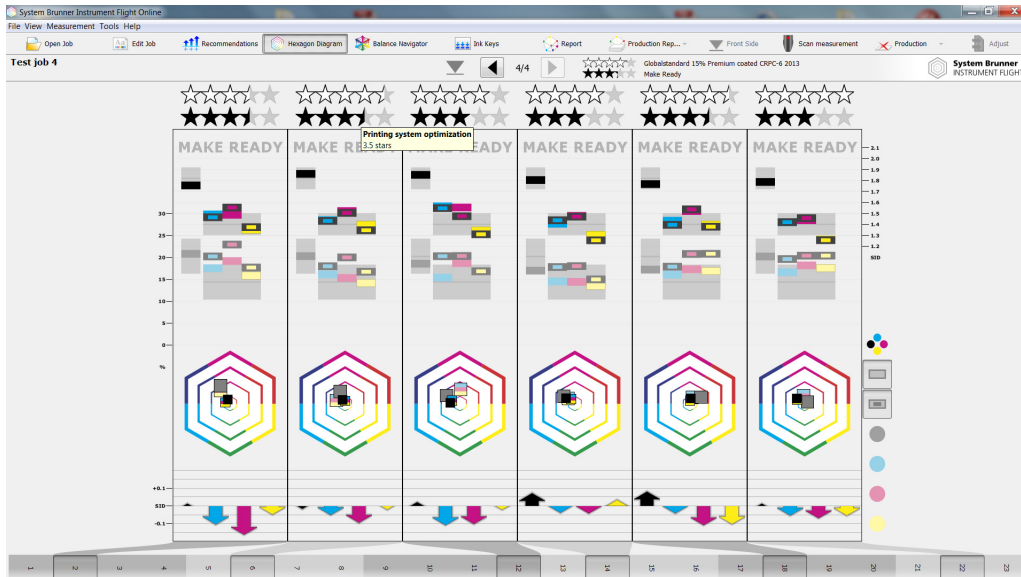 System Brunner Instrument Flight Online
File View Measurement Tools Help
Open Job Edit Job Recommendations Hexagon Diagram Balance Navigator Ink Keys Report Production Rep... Front Side Scan measurement Production Adjust
Test job 4
4/4
Globalstandard 15% Premium coated CRPC-6 2013
Make Ready
System Brunner
INSTRUMENT FLIGHT
Printing system optimization
3.5 stars
MAKE READY MAKE READY MAKE READY MAKE READY MAKE READY MAKE READY
2.1
2.0
1.9
1.8
1.7
1.6
30 1.5
1.4
25 1.3
1.2
20 SID
15
10
5
0
%
+0.1
SID
-0.1
1 2 3 4 5 6 7 8 9 10 11 12 13 14 15 16 17 18 19 20 21 22 23